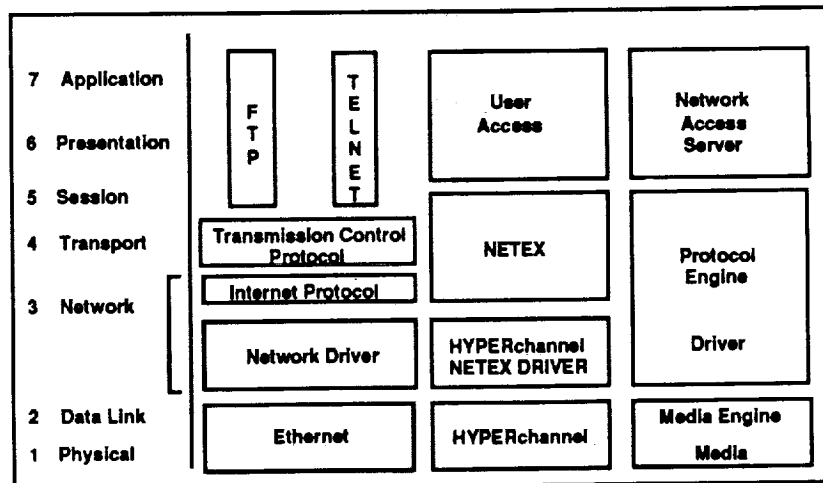 7 Application
6 Presentation
5 Session
4 Transport
3 Network
2 Data Link
1 Physical
FTP
TELNET
Transmission Control
Protocol
Internet Protocol
Network Driver
Ethernet
User
Access
NETEX
HYPERchannel
NETEX DRIVER
HYPERchannel
Network
Access
Server
Protocol
Engine
Driver
Media Engine
Media